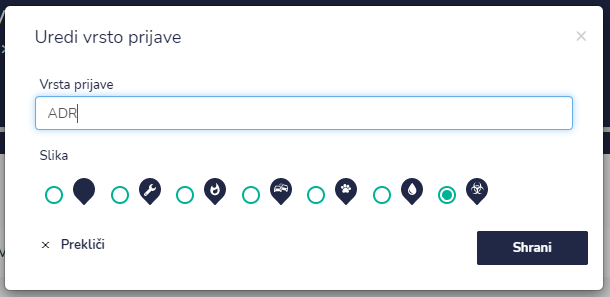 Uredi vrsto prijave
Vrsta prijave
ADR
Slika
Prekliči
Shrani